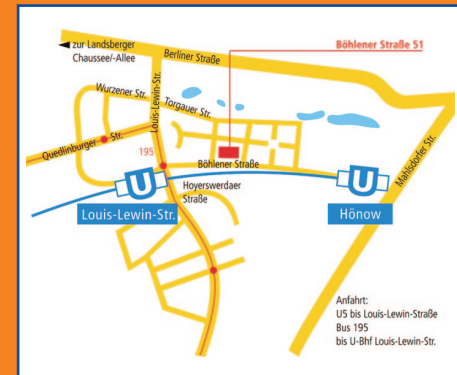 zur Landsberger
Chaussee/-Allee
Berliner Straße
Böhlener Straße 51
Wurzener Str.
Louis-Lewin-Str.
Torgauer Str.
Quedlinburger Str.
195
Böhlener Straße
Mahlsdorfer Str.
U
U
Hoyerswerdaer
Straße
Louis-Lewin-Str.
Hönow
Anfahrt:
U5 bis Louis-Lewin-Straße
Bus 195
bis U-Bhf Louis-Lewin-Str.